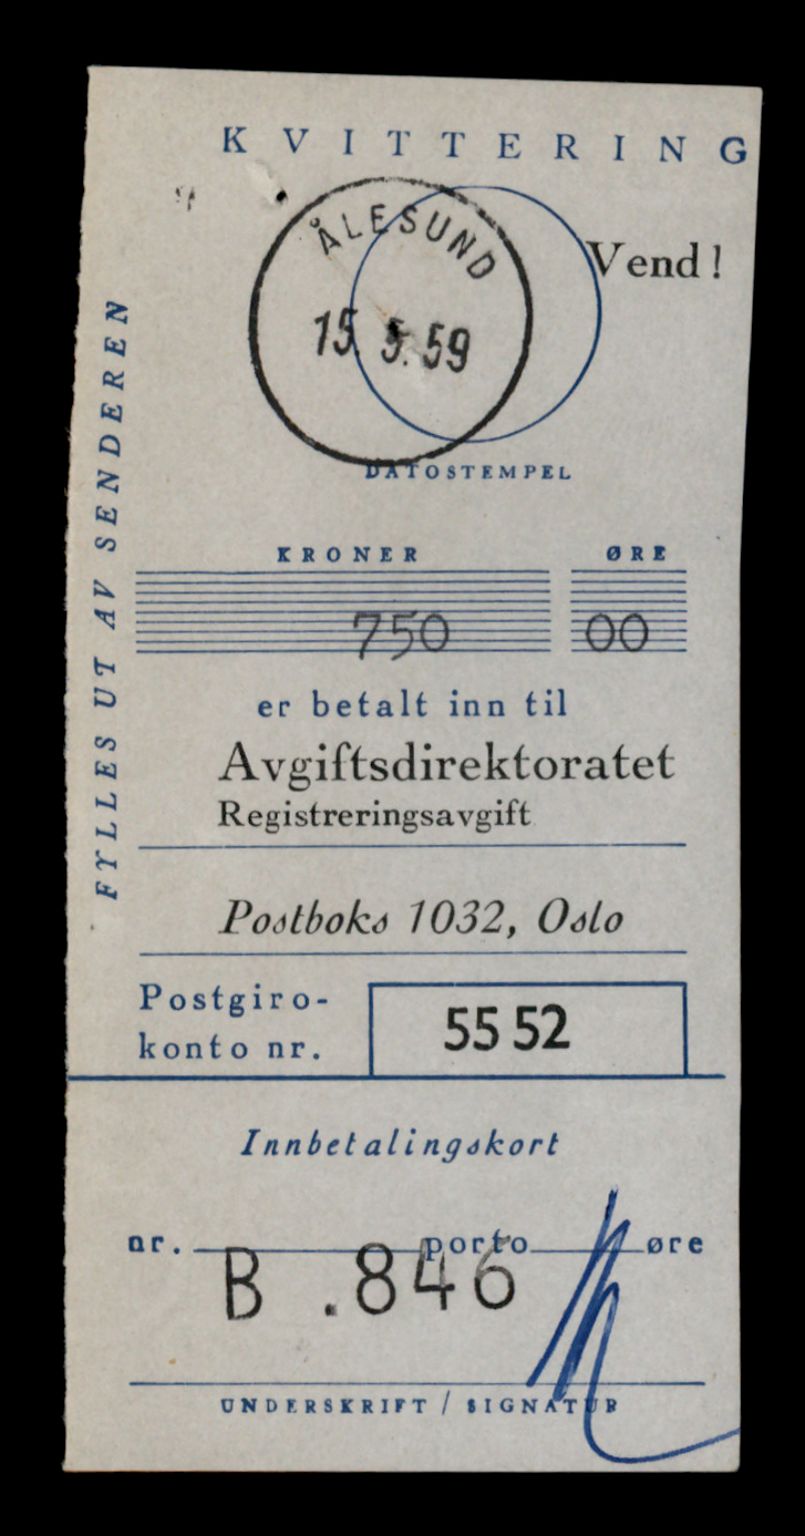 KVITTERING
ÅLESUND
Vend!
15. 5. 59
DATOSTEMPEL
FYLLES UT AV SENDEREN
KRONER ØRE
750 00
er betalt inn til
Avgiftsdirektoratet
Registreringsavgift
Postboks 1032, Oslo
Postgiro-
konto nr.
55 52
Innbetalingskort
nr. porto øre
B .846
UNDERSKRIFT / SIGNATUR